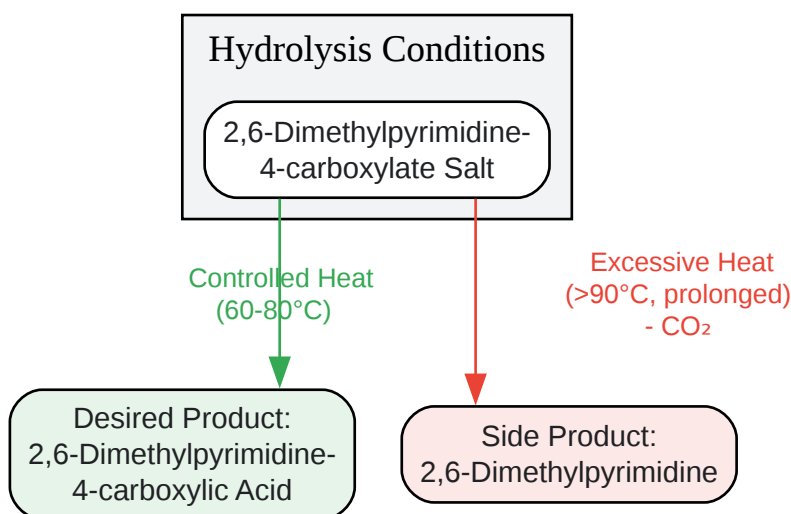 Hydrolysis Conditions
2,6-Dimethylpyrimidine-
4-carboxylate Salt
Controlled Heat
(60-80°C)
Excessive Heat
(>90°C, prolonged)
- CO₂
Desired Product:
2,6-Dimethylpyrimidine-
4-carboxylic Acid
Side Product:
2,6-Dimethylpyrimidine